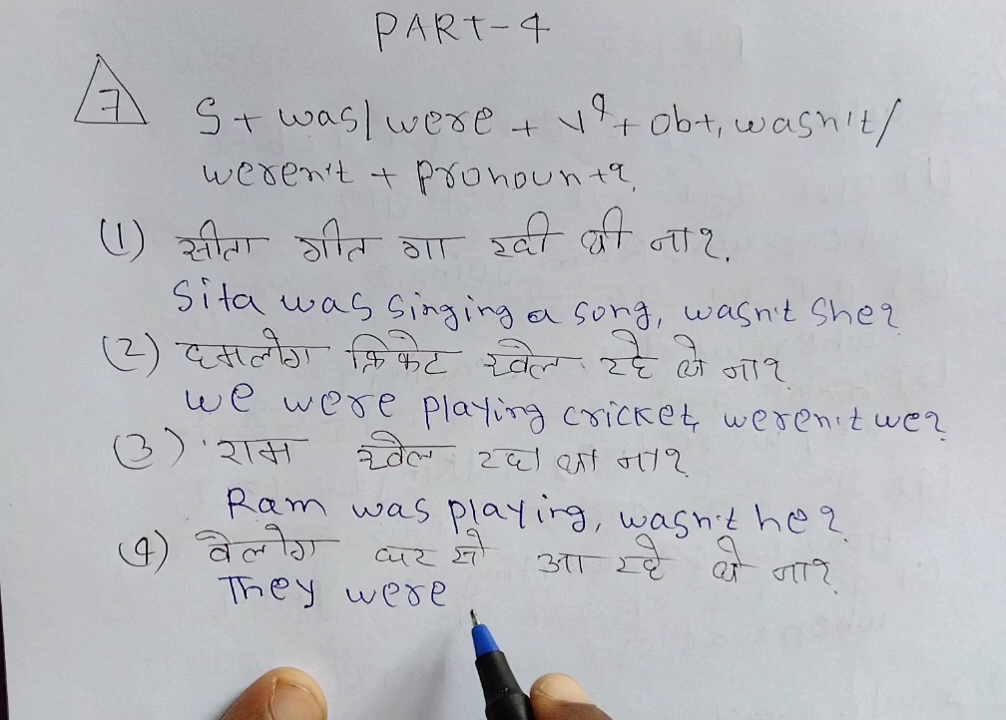 PART-4
7
S + was/were + v⁴ + obt, wasn't/
weren't + pronoun + ?
(1) सीता गीत गा रही थी ना?
Sita was singing a song, wasn't she?
(2) हमलोग क्रिकेट खेल रहे थे ना?
we were playing cricket, weren't we?
(3) राम खेल रहा था ना?
Ram was playing, wasn't he?
(4) वेलोग घर से आ रहे थे ना?
They were